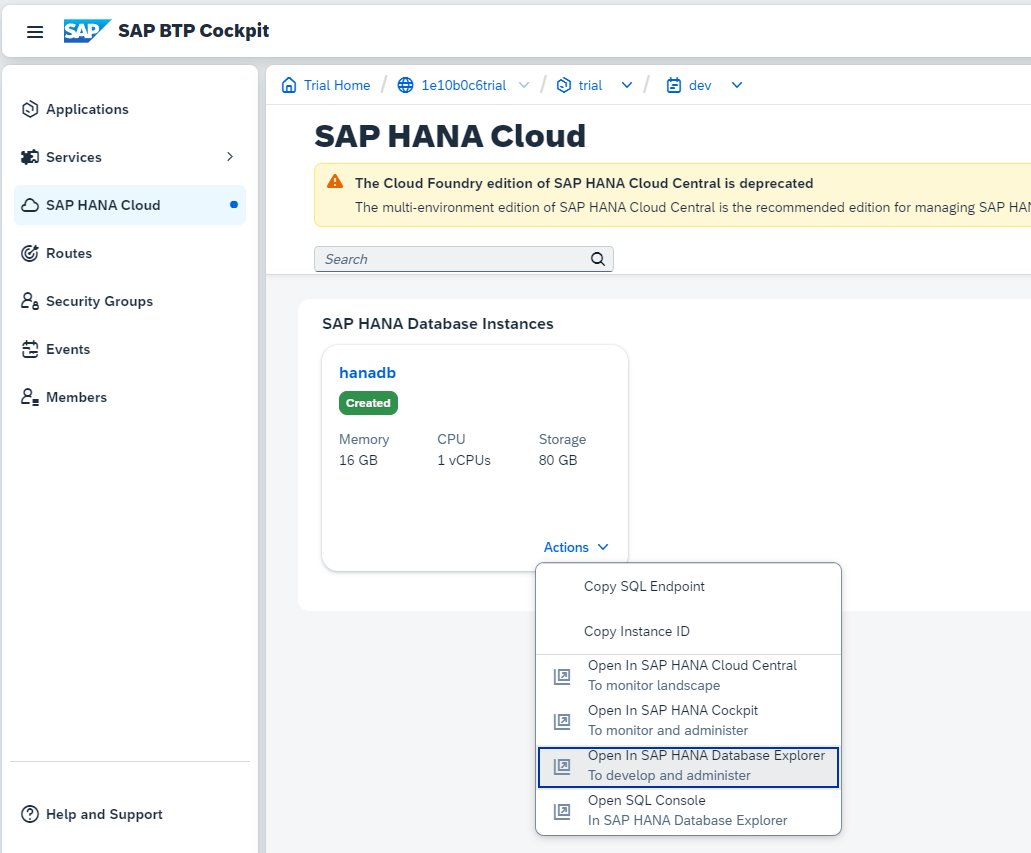 SAP SAP BTP Cockpit
Applications
Services
SAP HANA Cloud
Routes
Security Groups
Events
Members
Help and Support
Trial Home / 1e10b0c6trial / trial / dev
SAP HANA Cloud
The Cloud Foundry edition of SAP HANA Cloud Central is deprecated
The multi-environment edition of SAP HANA Cloud Central is the recommended edition for managing SAP HAN
Search
SAP HANA Database Instances
hanadb
Created
Memory CPU Storage
16 GB 1 vCPUs 80 GB
Actions
Copy SQL Endpoint
Copy Instance ID
Open In SAP HANA Cloud Central
To monitor landscape
Open In SAP HANA Cockpit
To monitor and administer
Open In SAP HANA Database Explorer
To develop and administer
Open SQL Console
In SAP HANA Database Explorer